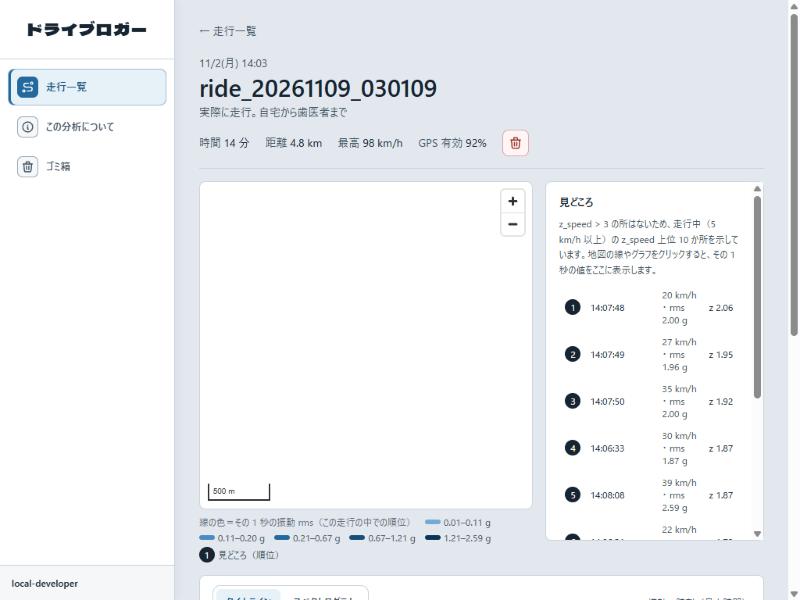 ドライブロガー
走行一覧
この分析について
ゴミ箱
local-developer
← 走行一覧
11/2(月) 14:03
ride_20261109_030109
実際に走行。自宅から歯医者まで
時間 14 分 距離 4.8 km 最高 98 km/h GPS 有効 92%
+
−
500 m
線の色＝その 1 秒の振動 rms（この走行の中での順位） 0.01–0.11 g
0.11–0.20 g 0.21–0.67 g 0.67–1.21 g 1.21–2.59 g
1 見どころ（順位）
見どころ
z_speed > 3 の所はないため、走行中（5
km/h 以上）の z_speed 上位 10 か所を示して
います。地図の線やグラフをクリックすると、その 1
秒の値をここに表示します。
1 14:07:48 20 km/h ・ rms 2.00 g z 2.06
2 14:07:49 27 km/h ・ rms 1.96 g z 1.95
3 14:07:50 35 km/h ・ rms 2.00 g z 1.92
4 14:06:33 30 km/h ・ rms 1.87 g z 1.87
5 14:08:08 39 km/h ・ rms 2.59 g z 1.87
22 km/h